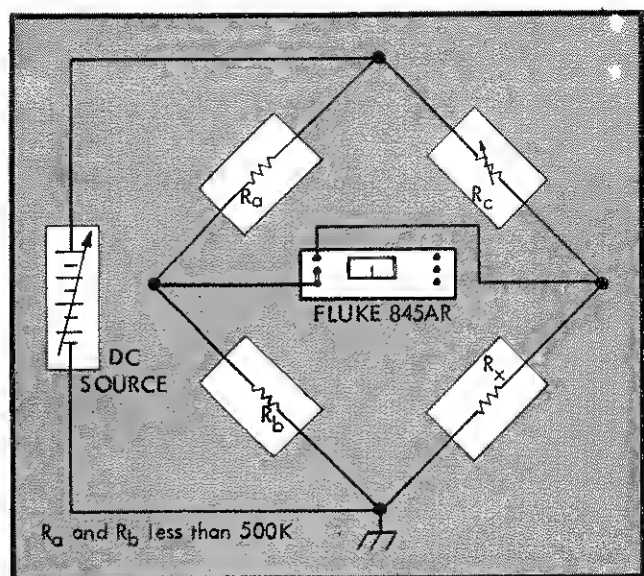 Ra
Rc
FLUKE 845AR
DC
SOURCE
Rb
Rx
Ra and Rb less than 500K